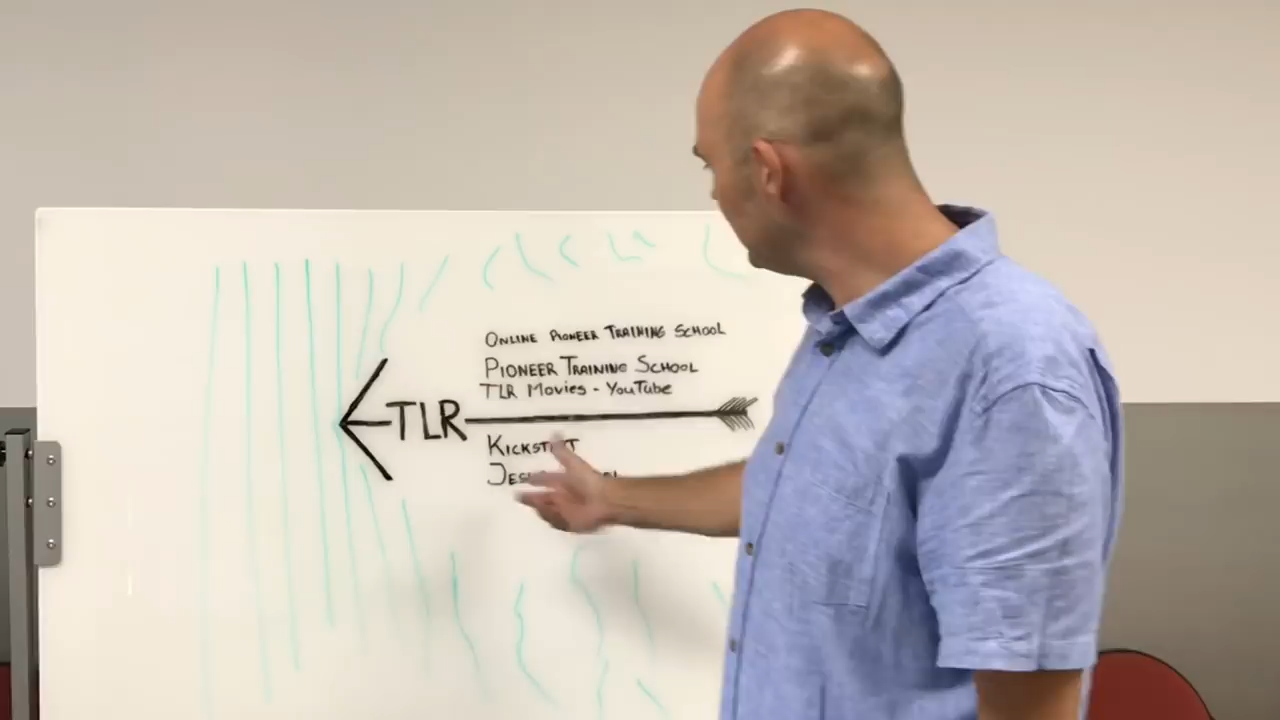 ONLINE PIONEER TRAINING SCHOOL
PIONEER TRAINING SCHOOL
TLR MOVIES - YOUTUBE
TLR